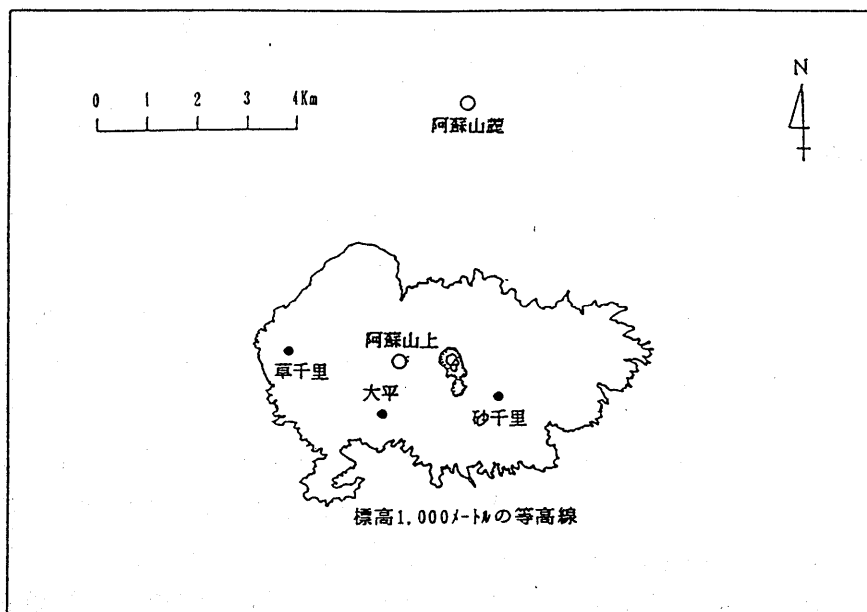 N
0 1 2 3 4Km
阿蘇山麓
阿蘇山上
草千里
大平
砂千里
標高1,000メートルの等高線